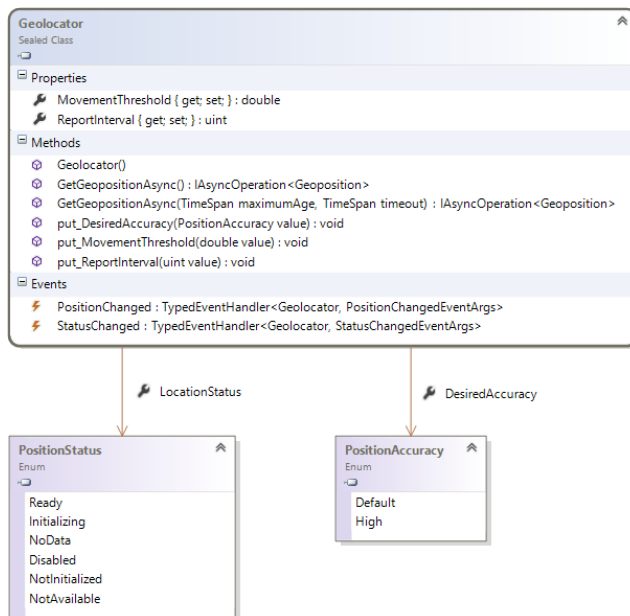 Geolocator
Sealed Class
Properties
MovementThreshold { get; set; } : double
ReportInterval { get; set; } : uint
Methods
Geolocator()
GetGeopositionAsync() : IAsyncOperation<Geoposition>
GetGeopositionAsync(TimeSpan maximumAge, TimeSpan timeout) : IAsyncOperation<Geoposition>
put_DesiredAccuracy(PositionAccuracy value) : void
put_MovementThreshold(double value) : void
put_ReportInterval(uint value) : void
Events
PositionChanged : TypedEventHandler<Geolocator, PositionChangedEventArgs>
StatusChanged : TypedEventHandler<Geolocator, StatusChangedEventArgs>
LocationStatus
DesiredAccuracy
PositionStatus
Enum
Ready
Initializing
NoData
Disabled
NotInitialized
NotAvailable
PositionAccuracy
Enum
Default
High